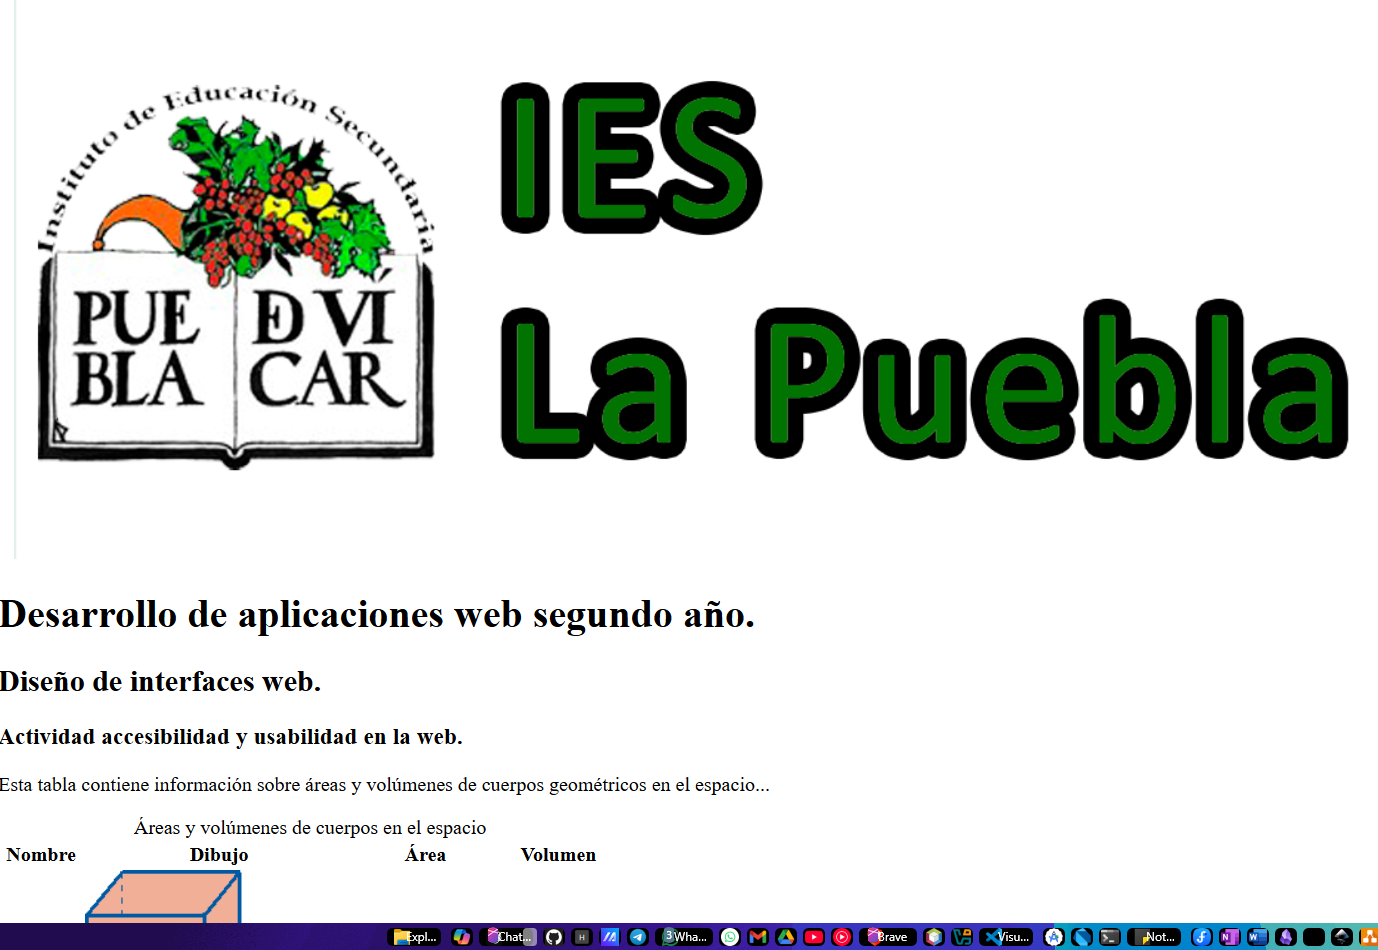 Instituto de Educación Secundaria
IES
PUE DVÍ
BLA CAR
La Puebla
Desarrollo de aplicaciones web segundo año.
Diseño de interfaces web.
Actividad accesibilidad y usabilidad en la web.
Esta tabla contiene información sobre áreas y volúmenes de cuerpos geométricos en el espacio...
Áreas y volúmenes de cuerpos en el espacio
Nombre Dibujo Área Volumen
Expl... Chat... H 3 Wha... Brave Visu... Not... N W